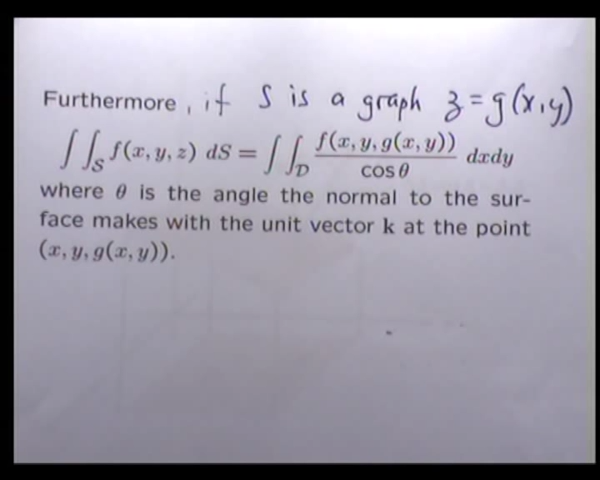 Furthermore, if S is a graph z = g(x,y)
∫∫_S f(x, y, z) dS = ∫∫_D f(x, y, g(x, y)) / cos θ dxdy
where θ is the angle the normal to the sur-
face makes with the unit vector k at the point
(x, y, g(x, y)).